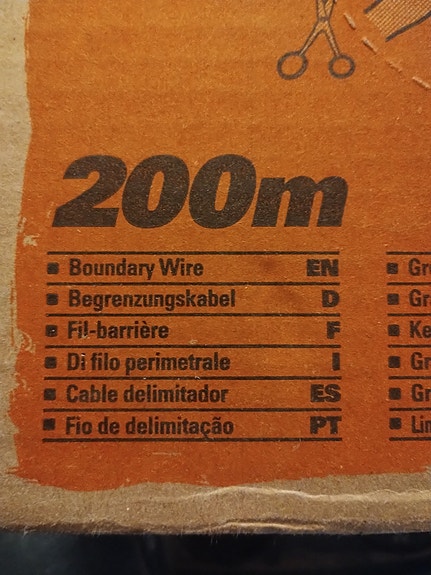 200m
Boundary Wire EN
Begrenzungskabel D
Fil-barrière F
Di filo perimetrale I
Cable delimitador ES
Fio de delimitação PT